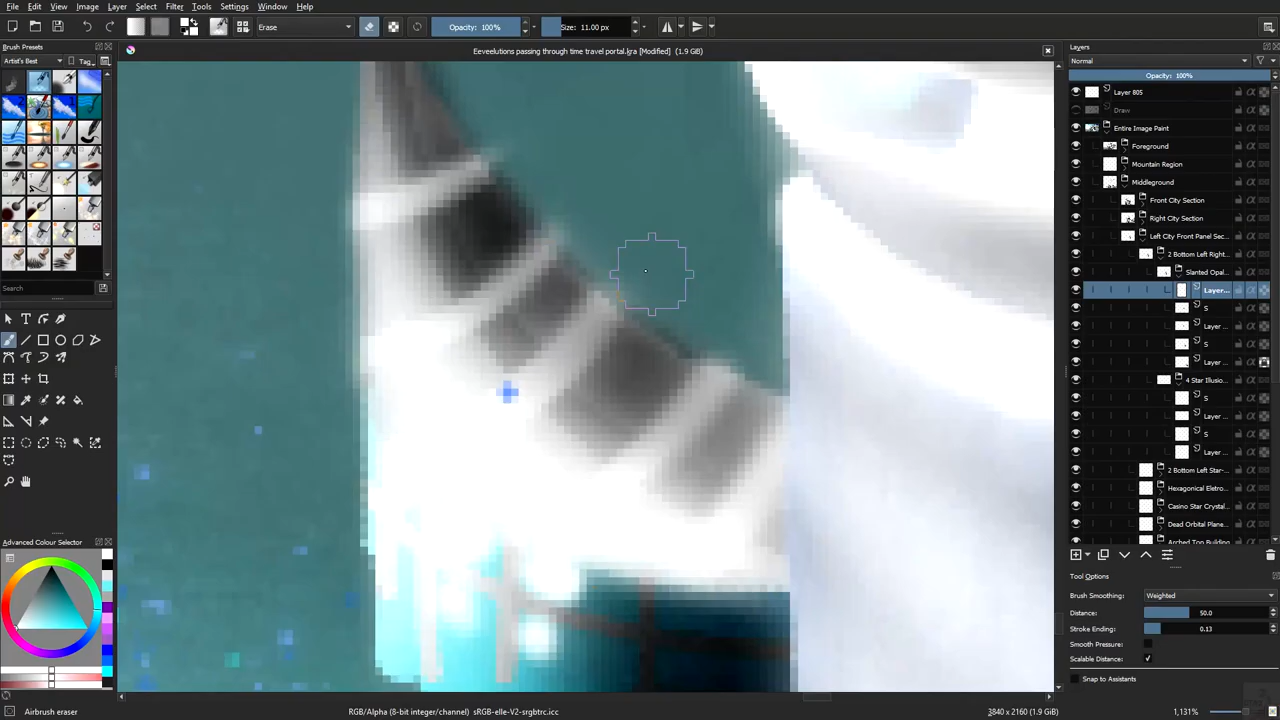 File Edit View Image Layer Select Filter Tools Settings Window Help
Erase
Opacity: 100%
Size: 11.00 px
Eeveelutions passing through time travel portal.kra [Modified] (1.9 GB)
Brush Presets
Artist's Best
Tag
Search
Advanced Colour Selector
Layers
Normal
Opacity: 100%
Layer 805
Draw
Entire Image Paint
Foreground
Mountain Region
Middleground
Front City Section
Right City Section
Left City Front Panel Sec...
2 Bottom Left Right...
Slanted Opal...
Layer...
S
Layer ...
S
Layer ...
4 Star Illusio...
S
Layer ...
S
Layer ...
2 Bottom Left Star-...
Hexagonical Eletro...
Casino Star Crystal...
Dead Orbital Plane...
Arched Top Building
Tool Options
Brush Smoothing: Weighted
Distance: 50.0
Stroke Ending: 0.13
Smooth Pressure:
Scalable Distance:
Snap to Assistants
Airbrush eraser
RGB/Alpha (8-bit integer/channel) sRGB-elle-V2-srgbtrc.icc
3840 x 2160 (1.9 GiB)
1,131%